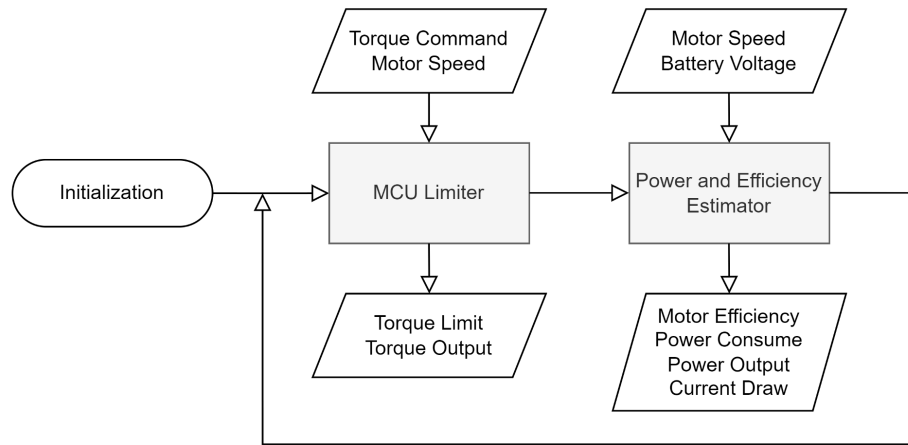 Torque Command
Motor Speed
Motor Speed
Battery Voltage
Initialization
MCU Limiter
Power and Efficiency
Estimator
Torque Limit
Torque Output
Motor Efficiency
Power Consume
Power Output
Current Draw